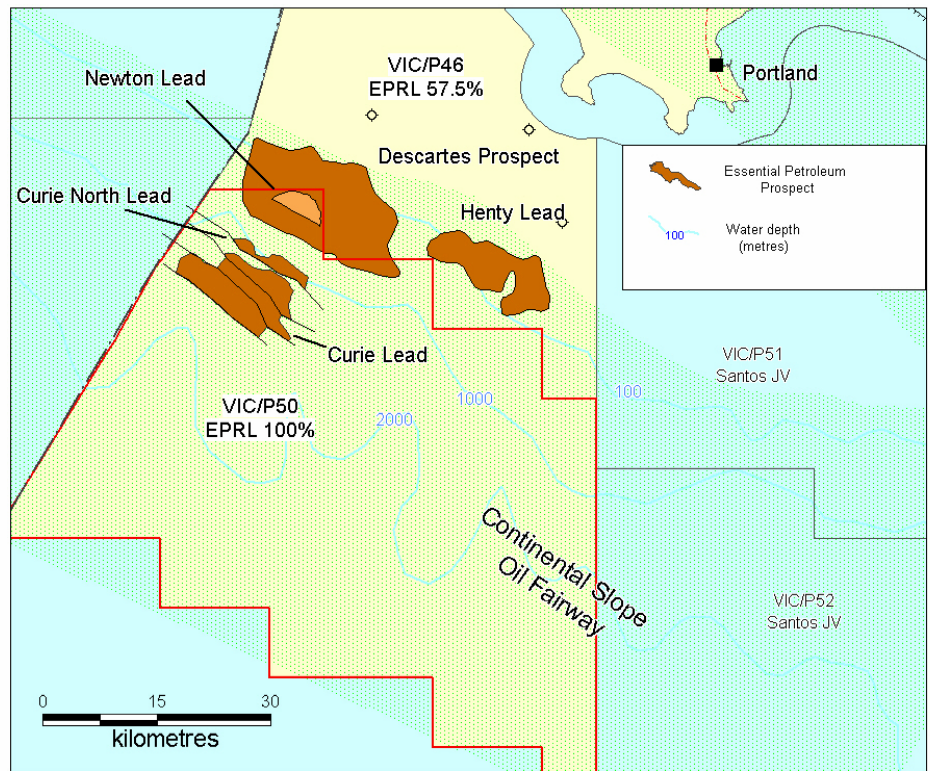 Newton Lead
VIC/P46
EPRL 57.5%
Portland
Descartes Prospect
Curie North Lead
Henty Lead
Essential Petroleum
Prospect
100
Water depth
(metres)
Curie Lead
VIC/P51
Santos JV
VIC/P50
EPRL 100%
2000
1000
100
Continental Slope
Oil Fairway
VIC/P52
Santos JV
0 15 30
kilometres